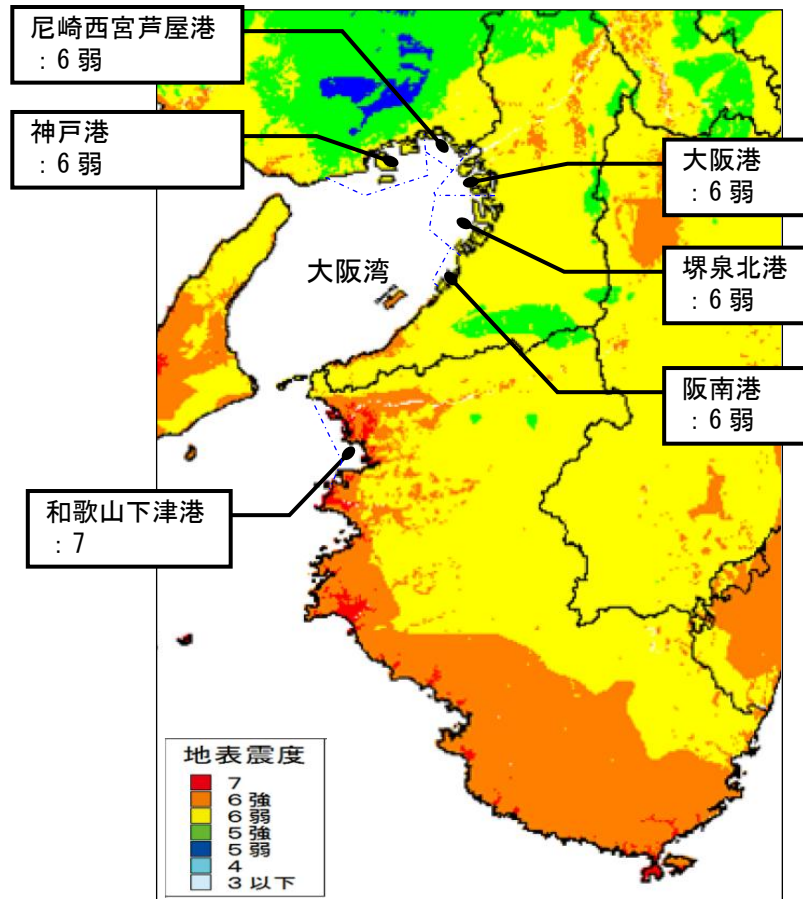 尼崎西宮芦屋港
：6弱
神戸港
：6弱
大阪港
：6弱
大阪湾
堺泉北港
：6弱
阪南港
：6弱
和歌山下津港
：7
地表震度
7
6強
6弱
5強
5弱
4
3以下